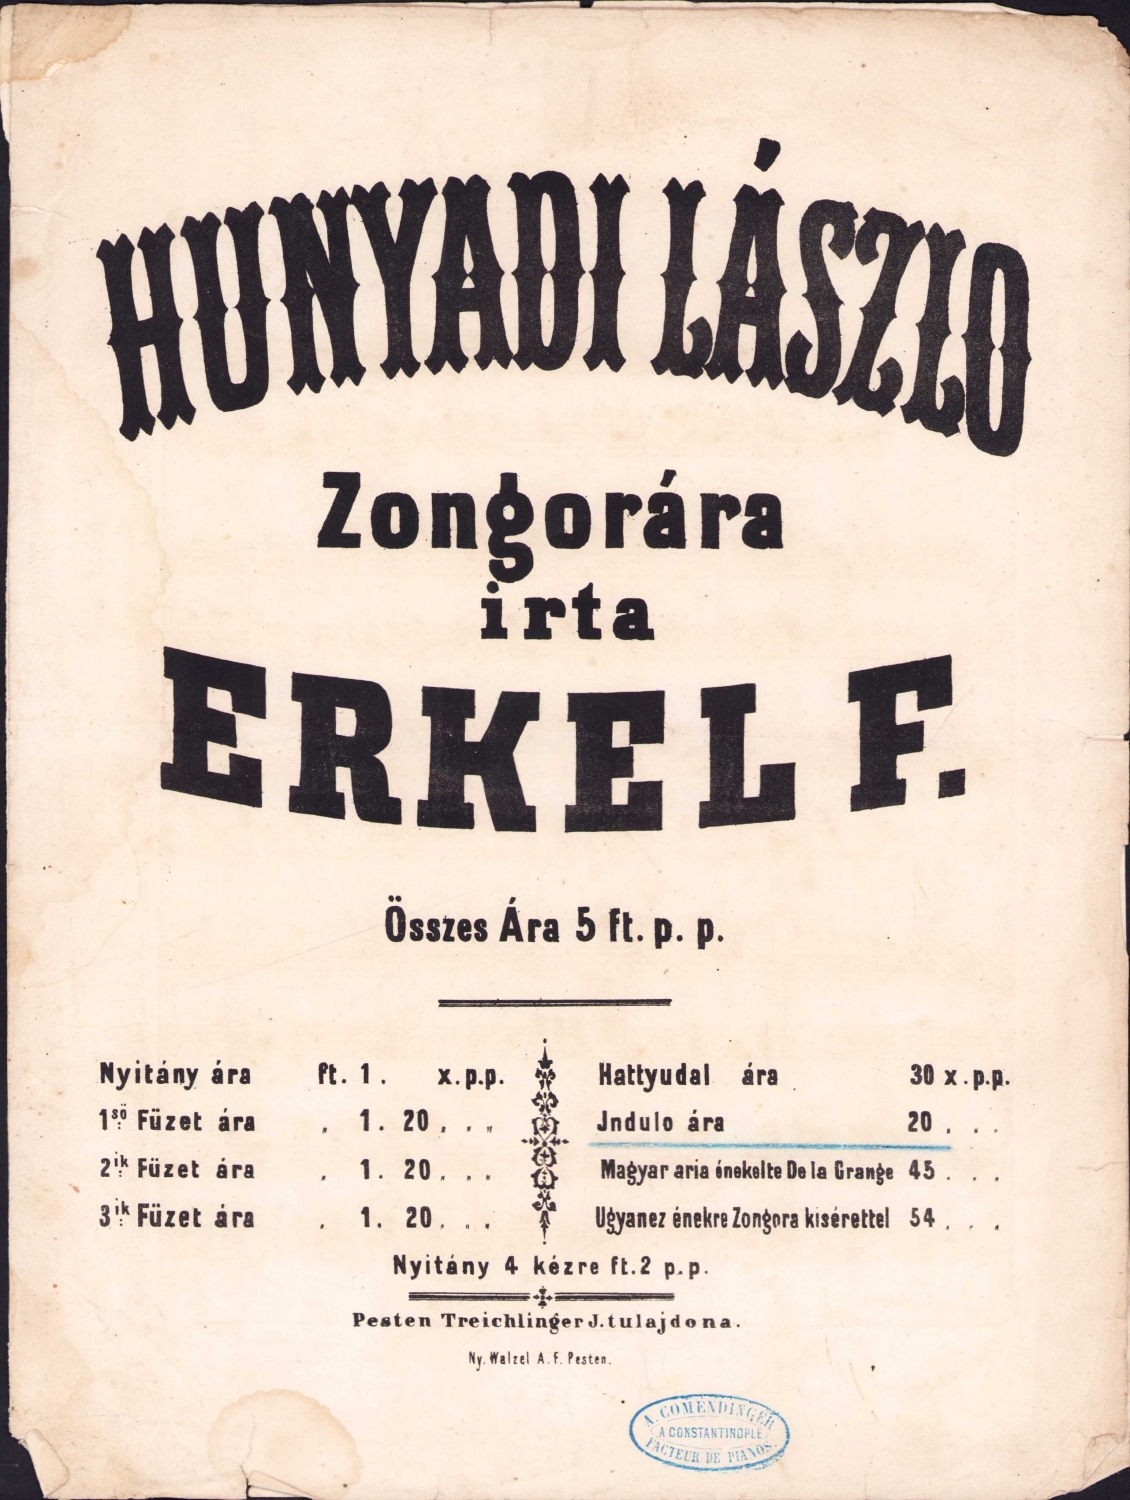 HUNYADI LÁSZLO
Zongorára
irta
ERKEL F.
Összes Ára 5 ft. p. p.
Nyitány ára ft. 1. x.p.p.
1ső Füzet ára „ 1. 20 „ „ „
2ik Füzet ára „ 1. 20 „ „ „
3ik Füzet ára „ 1. 20 „ „ „
Hattyudal ára 30 x.p.p.
Jndulo ára 20 . . .
Magyar aria énekelte De la Grange 45 . . .
Ugyanez énekre Zongora kisérettel 54 . . .
Nyitány 4 kézre ft. 2 p.p.
Pesten Treichlinger J. tulajdona.
Ny. Walzel A. F. Pesten.
A. COMENDINGER
A CONSTANTINOPLE
FACTEUR DE PIANOS.